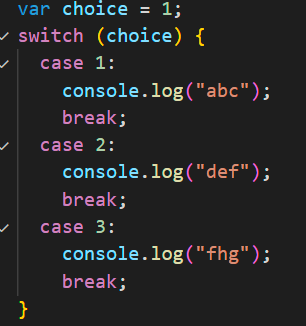 var choice = 1;
switch (choice) {
  case 1:
    console.log("abc");
    break;
  case 2:
    console.log("def");
    break;
  case 3:
    console.log("fhg");
    break;
}